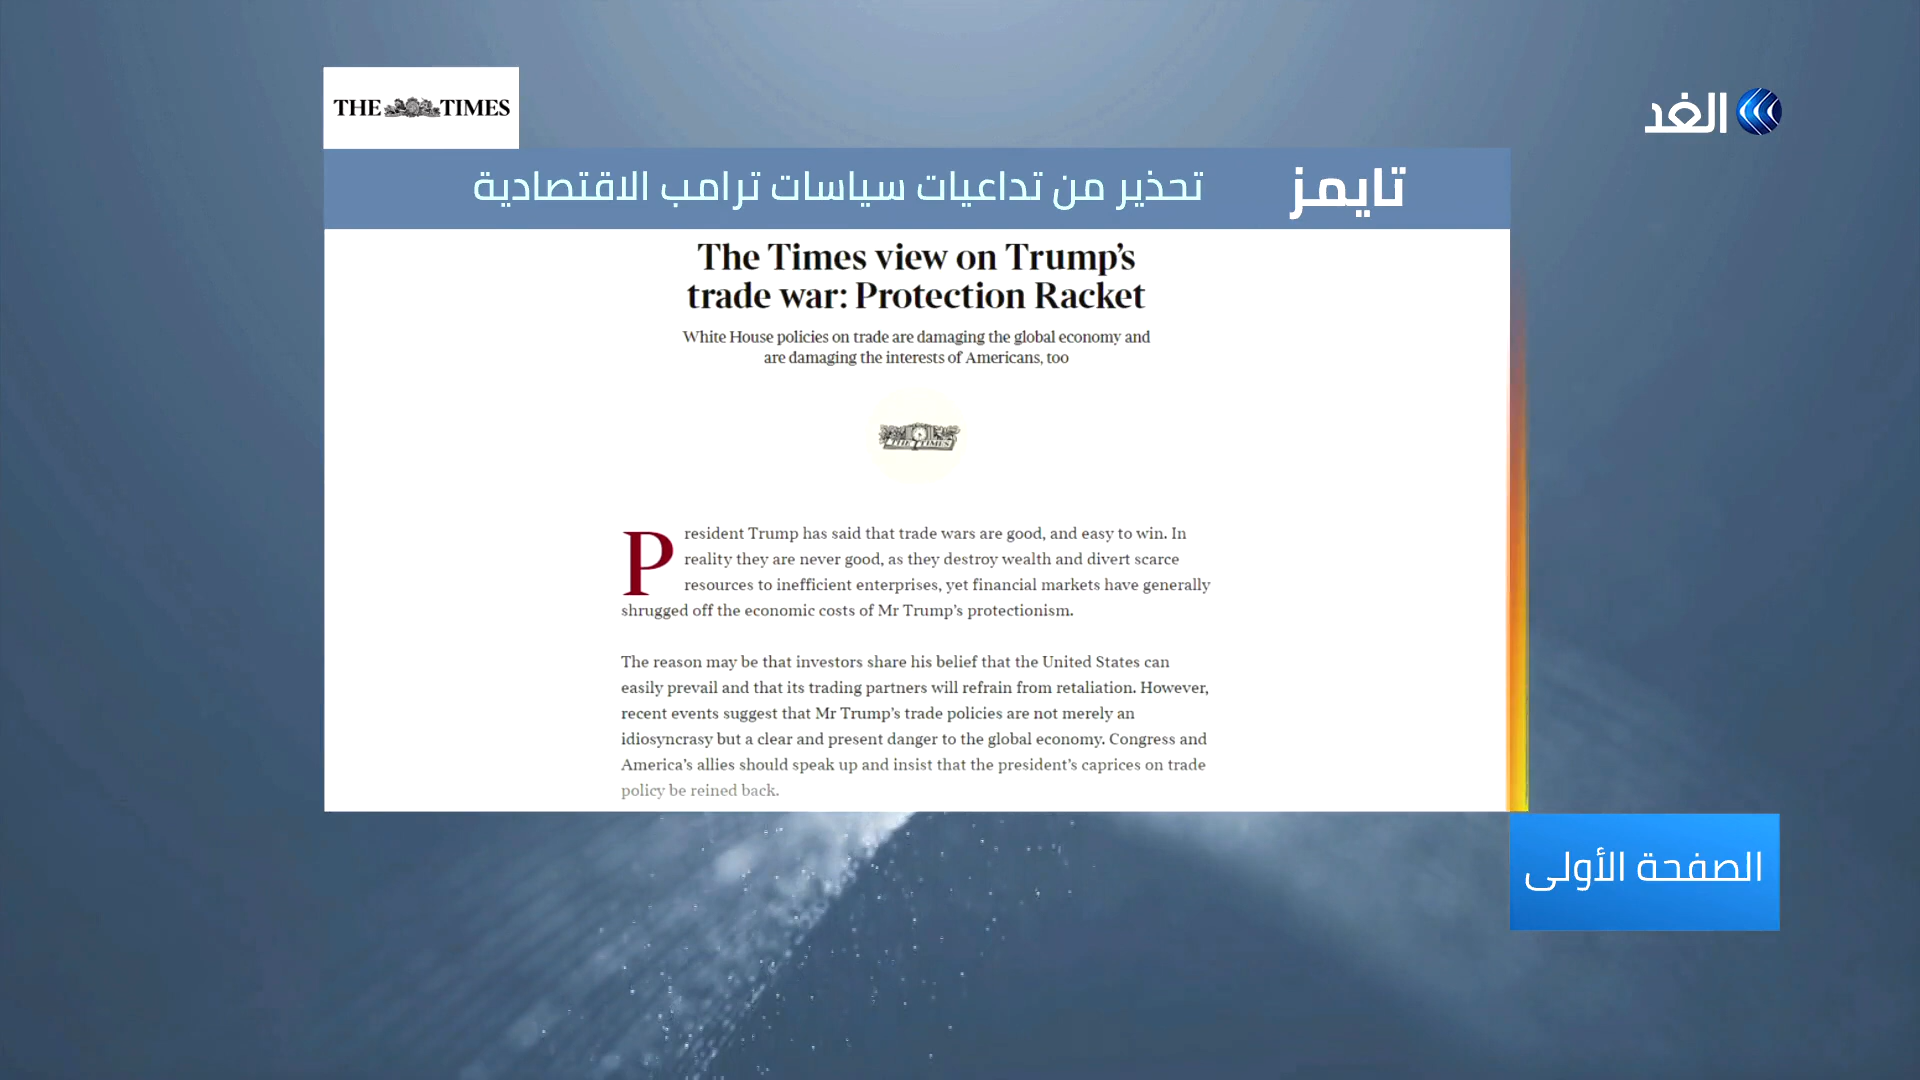 THE TIMES
الغد
تايمز تحذير من تداعيات سياسات ترامب الاقتصادية
The Times view on Trump's
trade war: Protection Racket
White House policies on trade are damaging the global economy and
are damaging the interests of Americans, too
THE TIMES
President Trump has said that trade wars are good, and easy to win. In
reality they are never good, as they destroy wealth and divert scarce
resources to inefficient enterprises, yet financial markets have generally
shrugged off the economic costs of Mr Trump's protectionism.
The reason may be that investors share his belief that the United States can
easily prevail and that its trading partners will refrain from retaliation. However,
recent events suggest that Mr Trump's trade policies are not merely an
idiosyncrasy but a clear and present danger to the global economy. Congress and
America's allies should speak up and insist that the president's caprices on trade
policy be reined back.
الصفحة الأولى